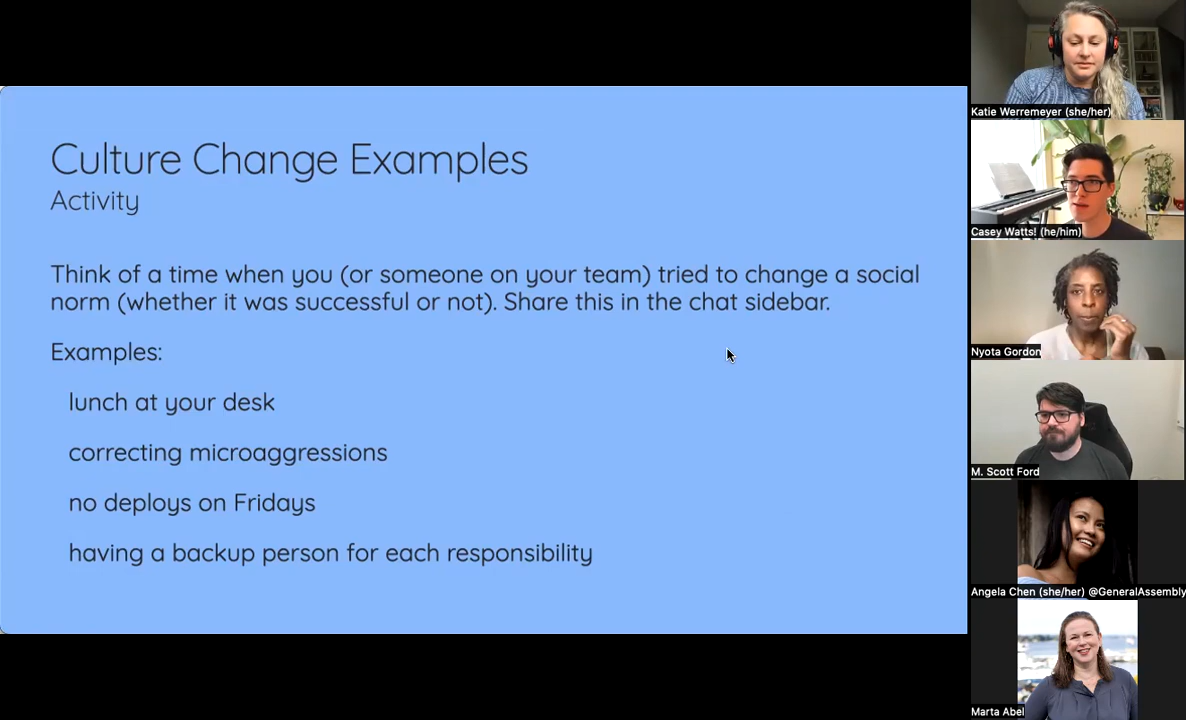 Culture Change Examples
Activity
Think of a time when you (or someone on your team) tried to change a social
norm (whether it was successful or not). Share this in the chat sidebar.
Examples:
lunch at your desk
correcting microaggressions
no deploys on Fridays
having a backup person for each responsibility
Katie Werremeyer (she/her)
Casey Watts! (he/him)
Nyota Gordon
M. Scott Ford
Angela Chen (she/her) @GeneralAssembly
Marta Abel